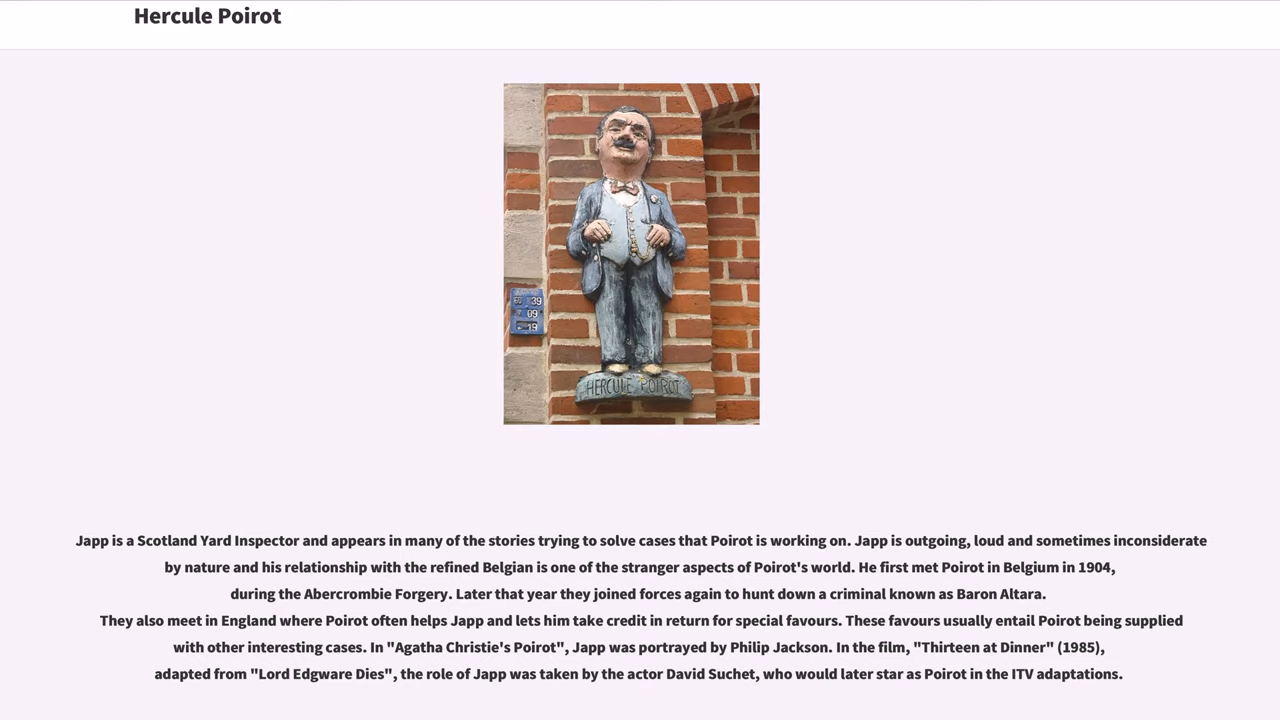 Hercule Poirot
39
09
19
HERCULE POIROT
Japp is a Scotland Yard Inspector and appears in many of the stories trying to solve cases that Poirot is working on. Japp is outgoing, loud and sometimes inconsiderate
by nature and his relationship with the refined Belgian is one of the stranger aspects of Poirot's world. He first met Poirot in Belgium in 1904,
during the Abercrombie Forgery. Later that year they joined forces again to hunt down a criminal known as Baron Altara.
They also meet in England where Poirot often helps Japp and lets him take credit in return for special favours. These favours usually entail Poirot being supplied
with other interesting cases. In "Agatha Christie's Poirot", Japp was portrayed by Philip Jackson. In the film, "Thirteen at Dinner" (1985),
adapted from "Lord Edgware Dies", the role of Japp was taken by the actor David Suchet, who would later star as Poirot in the ITV adaptations.